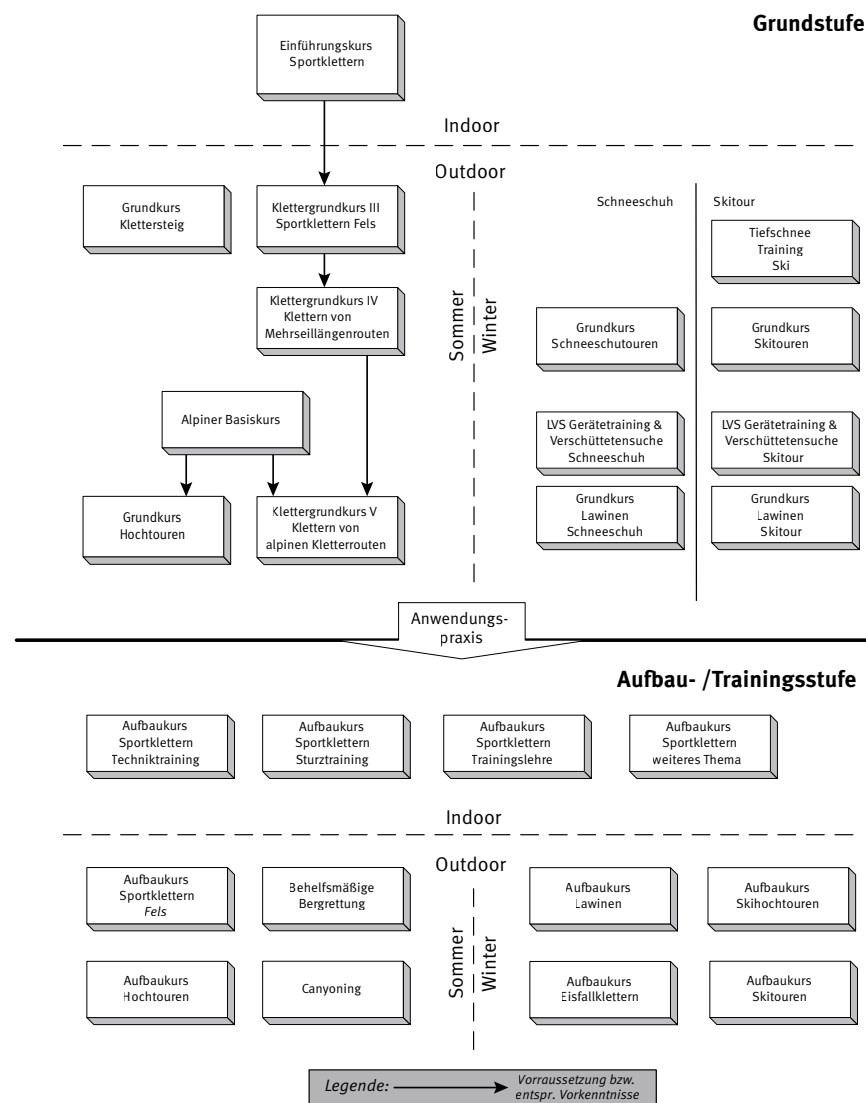 Grundstufe
Einführungskurs
Sportklettern
Indoor
Outdoor
Grundkurs
Klettersteig
Klettergrundkurs III
Sportklettern Fels
Schneeschuh
Skitour
Tiefschnee
Training
Ski
Klettergrundkurs IV
Klettern von
Mehrseillängenrouten
Sommer
Winter
Grundkurs
Schneeschutouren
Grundkurs
Skitouren
Alpiner Basiskurs
LVS Gerätetraining &
Verschüttetensuche
Schneeschuh
LVS Gerätetraining &
Verschüttetensuche
Skitour
Grundkurs
Hochtouren
Klettergrundkurs V
Klettern von
alpinen Kletterrouten
Grundkurs
Lawinen
Schneeschuh
Grundkurs
Lawinen
Skitour
Anwendungs-
praxis
Aufbau- /Trainingsstufe
Aufbaukurs
Sportklettern
Techniktraining
Aufbaukurs
Sportklettern
Sturztraining
Aufbaukurs
Sportklettern
Trainingslehre
Aufbaukurs
Sportklettern
weiteres Thema
Indoor
Outdoor
Aufbaukurs
Sportklettern
Fels
Behelfsmäßige
Bergrettung
Sommer
Winter
Aufbaukurs
Lawinen
Aufbaukurs
Skihochtouren
Aufbaukurs
Hochtouren
Canyoning
Aufbaukurs
Eisfallklettern
Aufbaukurs
Skitouren
Legende:
Vorraussetzung bzw.
entspr. Vorkenntnisse